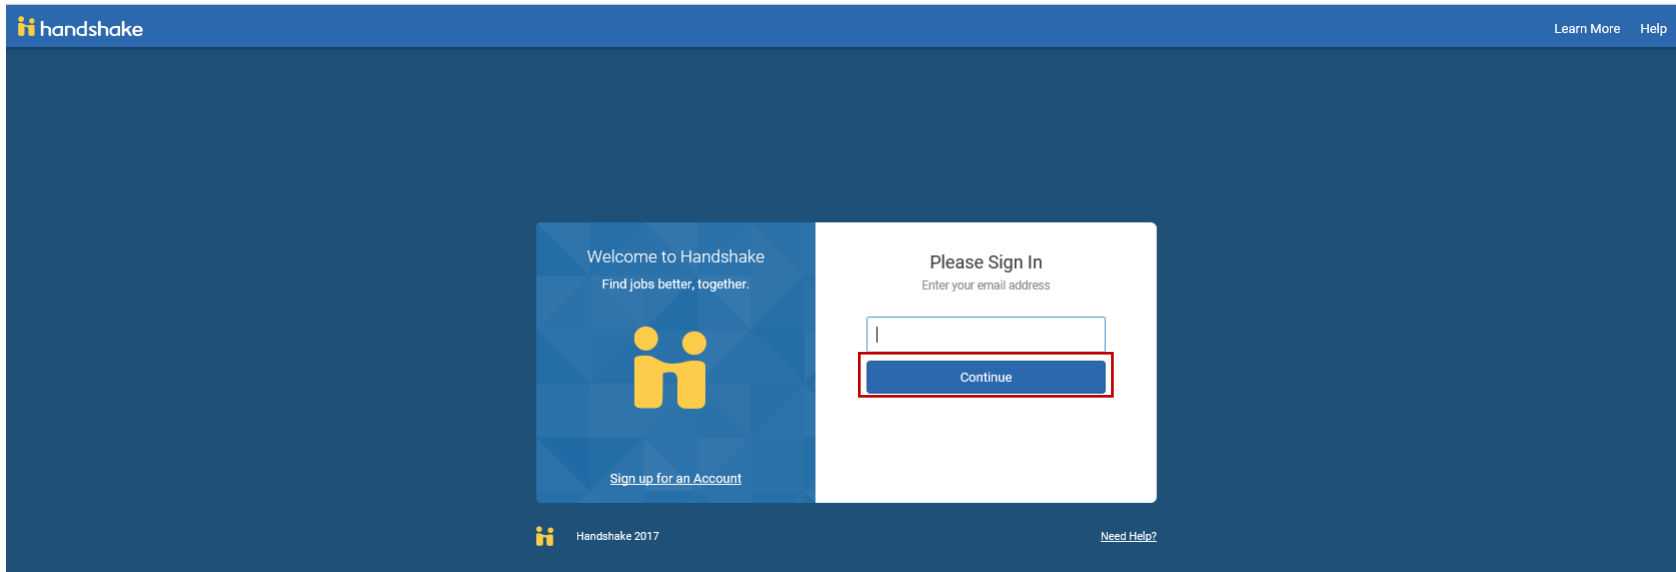 handshake
Learn More Help
Welcome to Handshake
Find jobs better, together.
Sign up for an Account
Please Sign In
Enter your email address
Continue
Handshake 2017
Need Help?